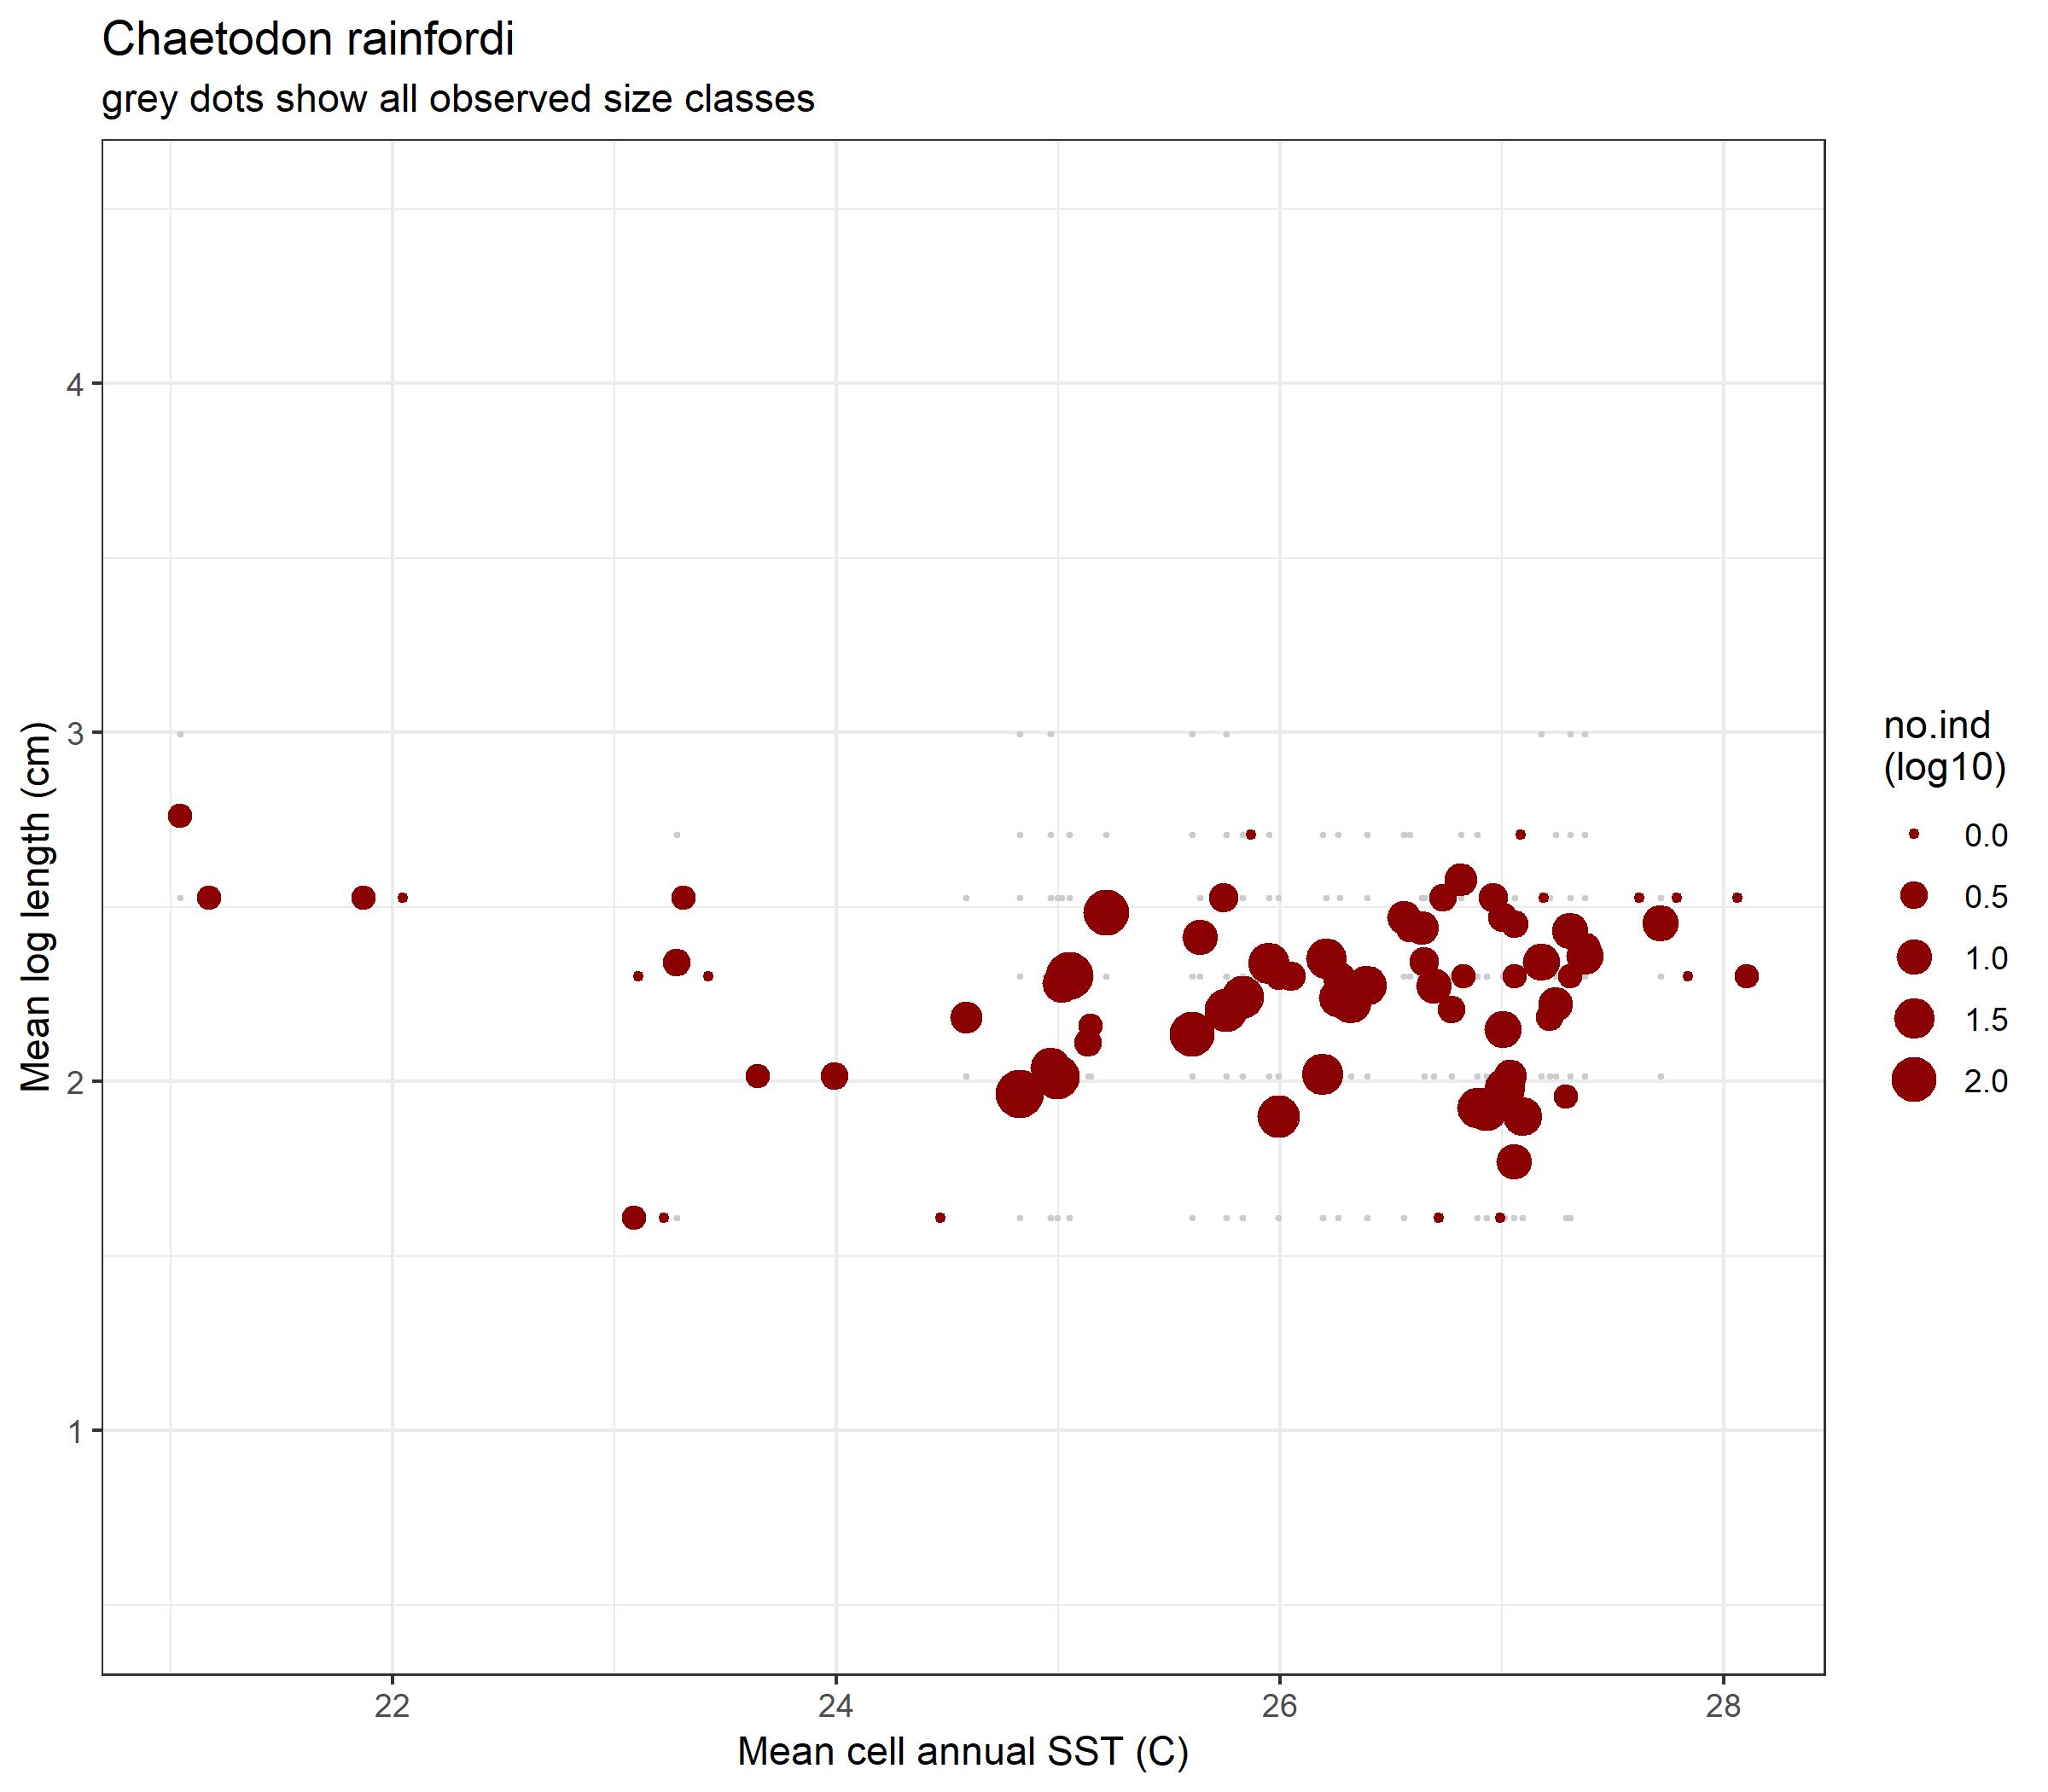 Chaetodon rainfordi
grey dots show all observed size classes
Mean log length (cm)
4
3
2
1
22
24
26
28
Mean cell annual SST (C)
no.ind
(log10)
0.0
0.5
1.0
1.5
2.0